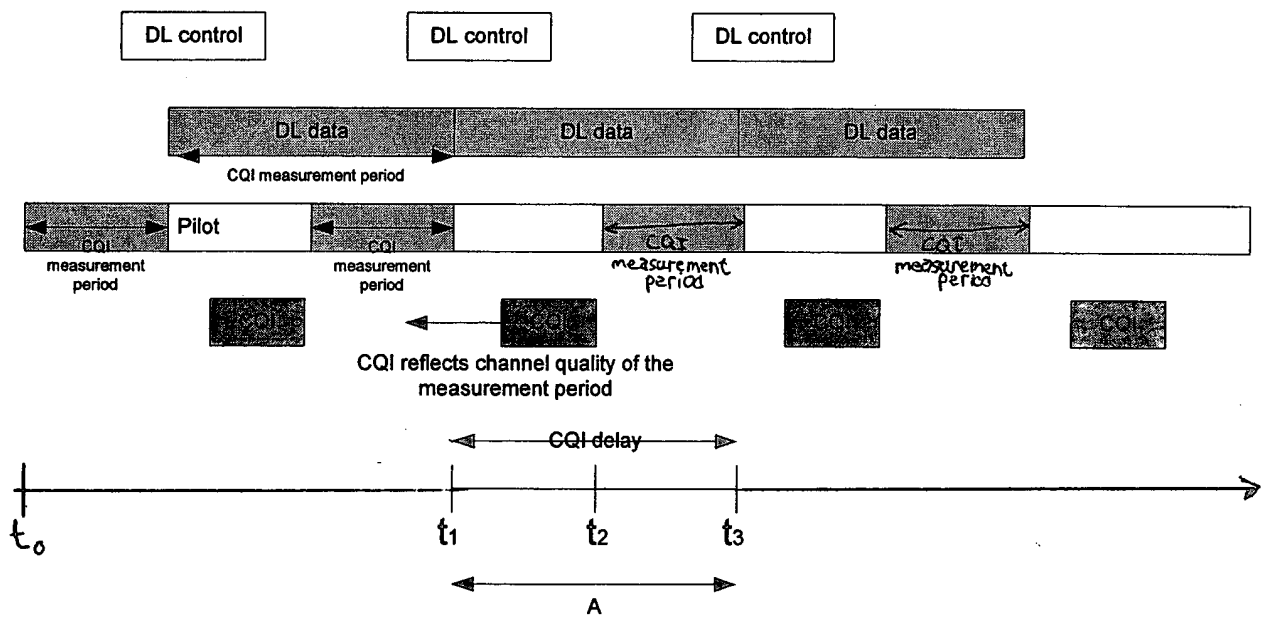 DL control
DL control
DL control
DL data
DL data
DL data
CQI measurement period
Pilot
CQI
measurement
period
CQI
measurement
period
CQI
measurement
period
CQI
measurement
period
CQI
CQI
CQI
CQI
CQI reflects channel quality of the
measurement period
CQI delay
t0
t1
t2
t3
A